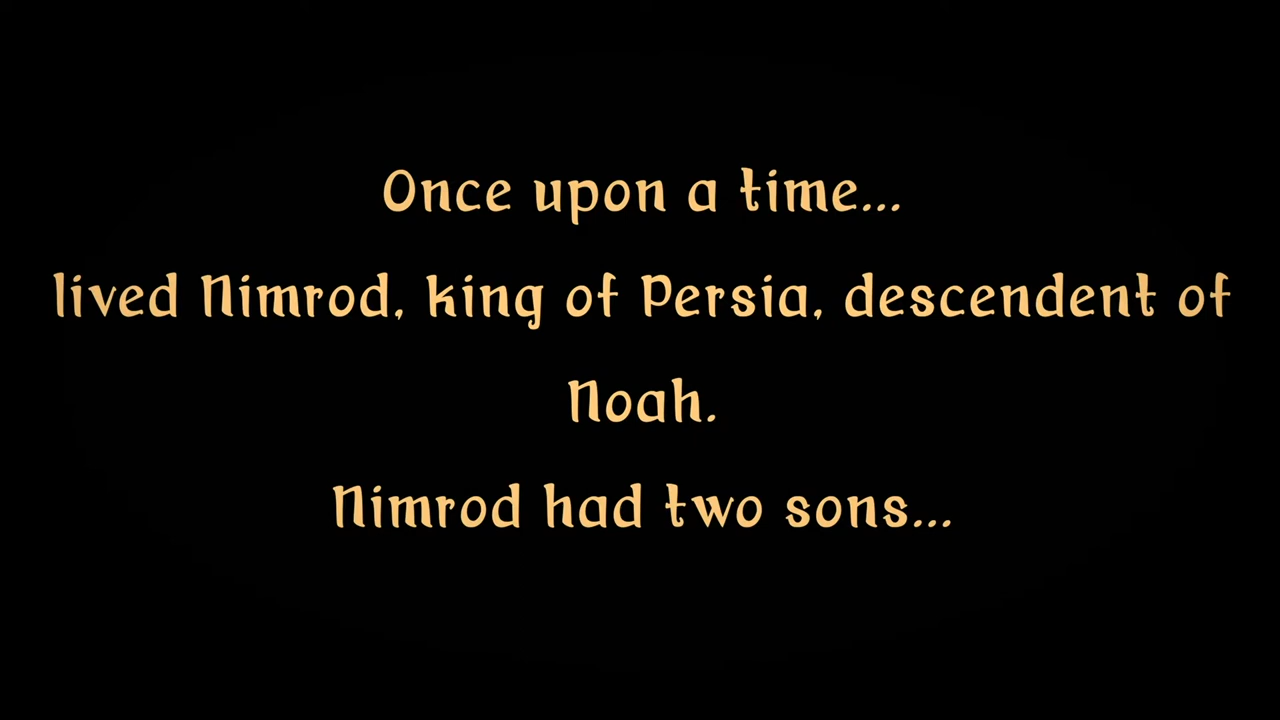 Once upon a time...
lived Nimrod, king of Persia, descendent of
Noah.
Nimrod had two sons...